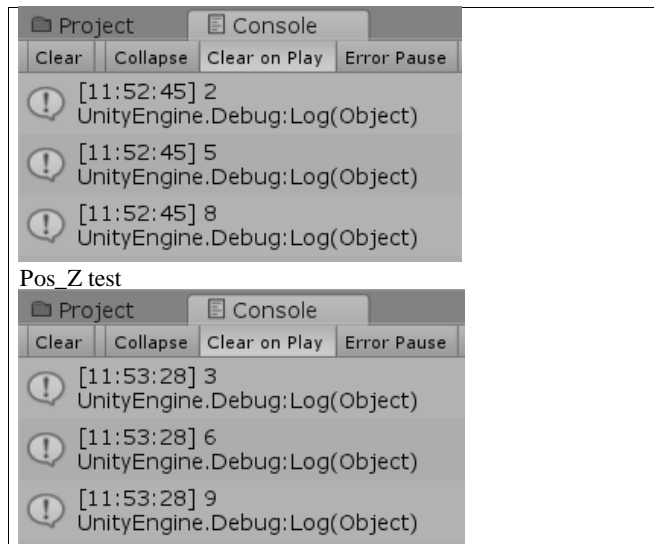 Project Console
Clear Collapse Clear on Play Error Pause
[11:52:45] 2
UnityEngine.Debug:Log(Object)
[11:52:45] 5
UnityEngine.Debug:Log(Object)
[11:52:45] 8
UnityEngine.Debug:Log(Object)
Pos_Z test
Project Console
Clear Collapse Clear on Play Error Pause
[11:53:28] 3
UnityEngine.Debug:Log(Object)
[11:53:28] 6
UnityEngine.Debug:Log(Object)
[11:53:28] 9
UnityEngine.Debug:Log(Object)